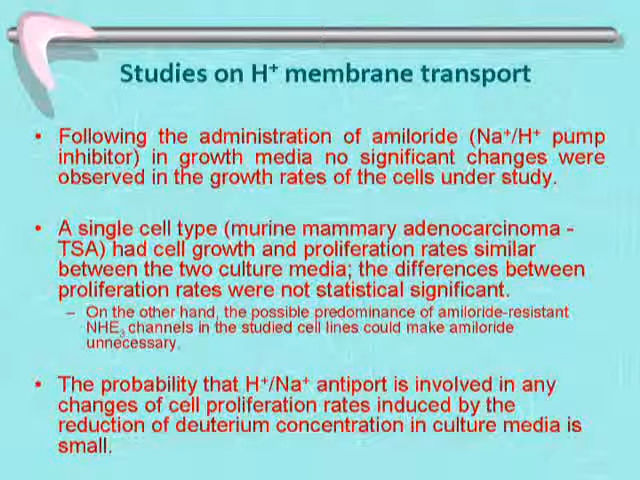 Studies on H⁺ membrane transport
• Following the administration of amiloride (Na⁺/H⁺ pump
inhibitor) in growth media no significant changes were
observed in the growth rates of the cells under study.
• A single cell type (murine mammary adenocarcinoma -
TSA) had cell growth and proliferation rates similar
between the two culture media; the differences between
proliferation rates were not statistical significant.
– On the other hand, the possible predominance of amiloride-resistant
NHE₃ channels in the studied cell lines could make amiloride
unnecessary.
• The probability that H⁺/Na⁺ antiport is involved in any
changes of cell proliferation rates induced by the
reduction of deuterium concentration in culture media is
small.